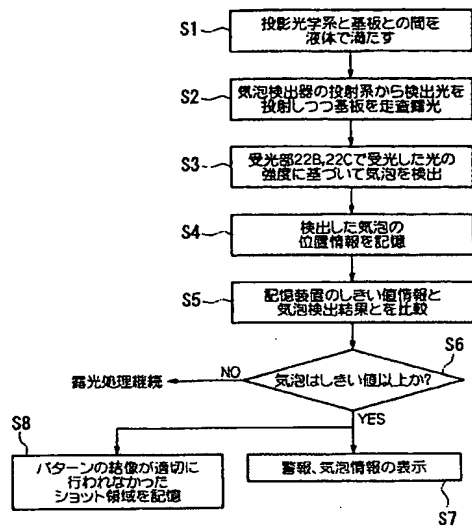 S1
投影光学系と基板との間を
液体で満たす
S2
気泡検出器の投射系から検出光を
投射しつつ基板を走査露光
S3
受光部22B,22Cで受光した光の
強度に基づいて気泡を検出
S4
検出した気泡の
位置情報を記憶
S5
記憶装置のしきい値情報と
気泡検出結果とを比較
S6
気泡はしきい値以上か?
NO
露光処理継続
YES
S8
パターンの結像が適切に
行われなかった
ショット領域を記憶
警報、気泡情報の表示
S7